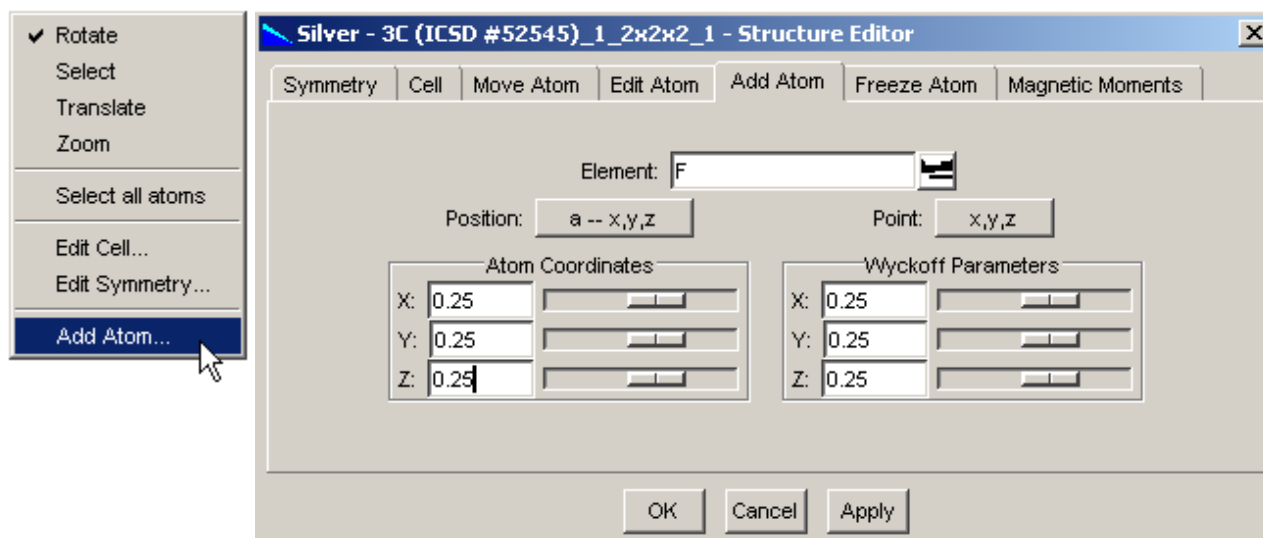 Rotate
Select
Translate
Zoom
Select all atoms
Edit Cell...
Edit Symmetry...
Add Atom...
Silver - 3C (ICSD #52545)_1_2x2x2_1 - Structure Editor
Symmetry Cell Move Atom Edit Atom Add Atom Freeze Atom Magnetic Moments
Element: F
Position: a -- x,y,z Point: x,y,z
Atom Coordinates Wyckoff Parameters
X: 0.25 X: 0.25
Y: 0.25 Y: 0.25
Z: 0.25 Z: 0.25
OK Cancel Apply